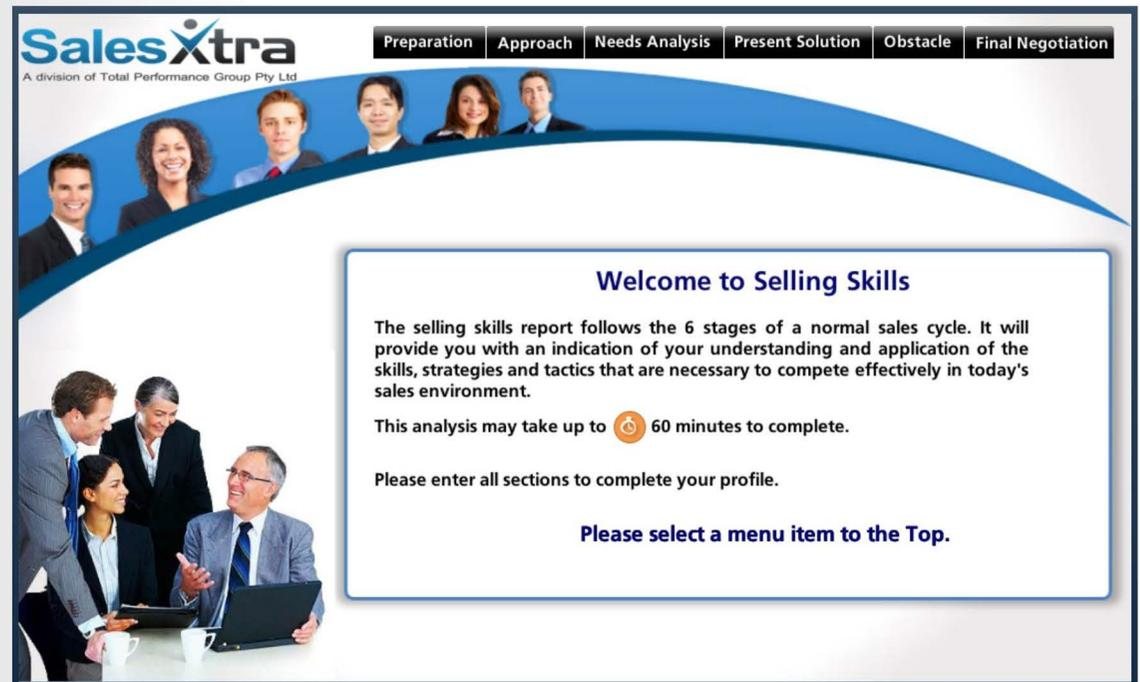 SalesXtra
A division of Total Performance Group Pty Ltd
Preparation Approach Needs Analysis Present Solution Obstacle Final Negotiation
Welcome to Selling Skills
The selling skills report follows the 6 stages of a normal sales cycle. It will
provide you with an indication of your understanding and application of the
skills, strategies and tactics that are necessary to compete effectively in today's
sales environment.
This analysis may take up to 60 minutes to complete.
Please enter all sections to complete your profile.
Please select a menu item to the Top.